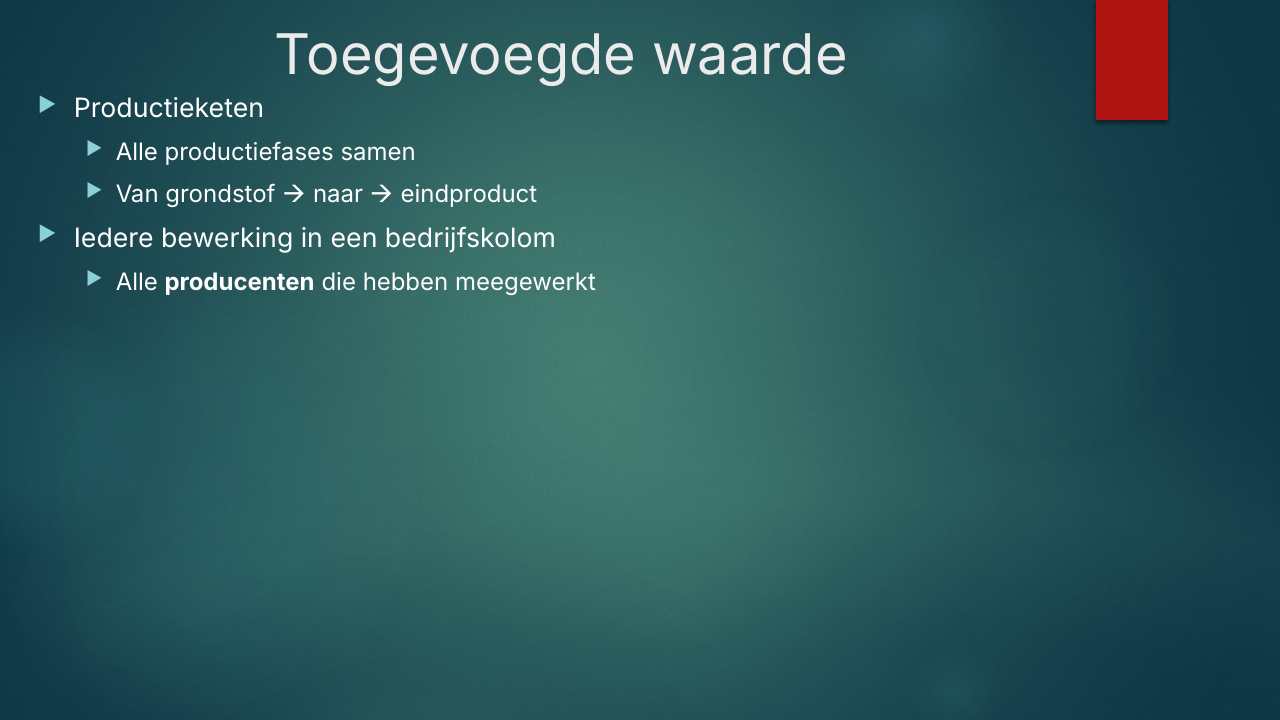 Toegevoegde waarde
Productieketen
Alle productiefases samen
Van grondstof → naar → eindproduct
Iedere bewerking in een bedrijfskolom
Alle producenten die hebben meegewerkt